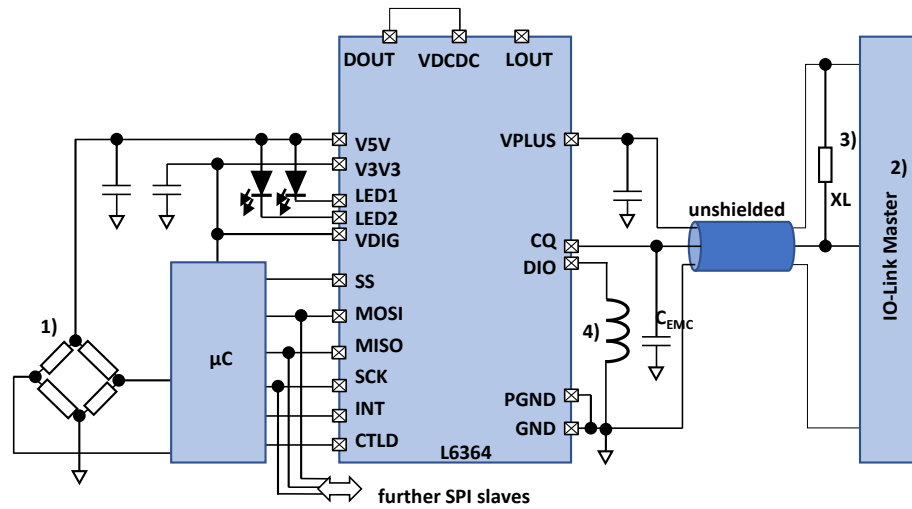 DOUT VDCDC LOUT
V5V
V3V3
LED1
LED2
VDIG
SS
MOSI
MISO
SCK
INT
CTLD
VPLUS
CQ
DIO
PGND
GND
L6364
1)
µC
further SPI slaves
4)
C_EMC
unshielded
3)
XL
2)
IO-Link Master